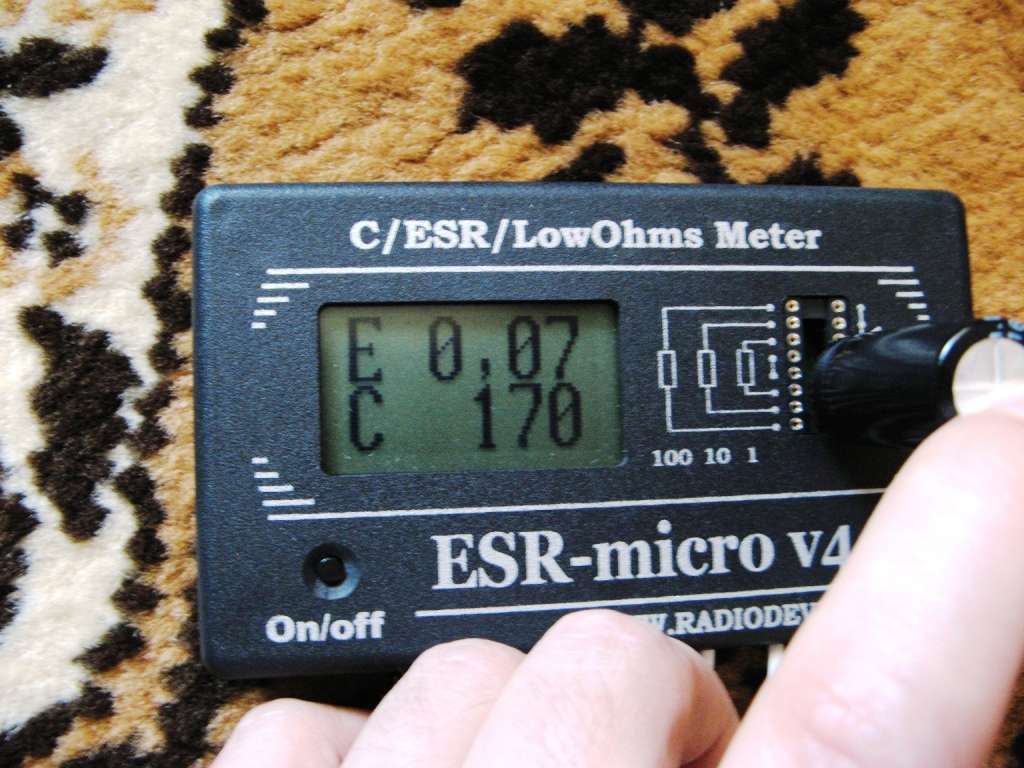 C/ESR/LowOhms Meter
E 0,07
C 170
100 10 1
ESR-micro v4
On/off